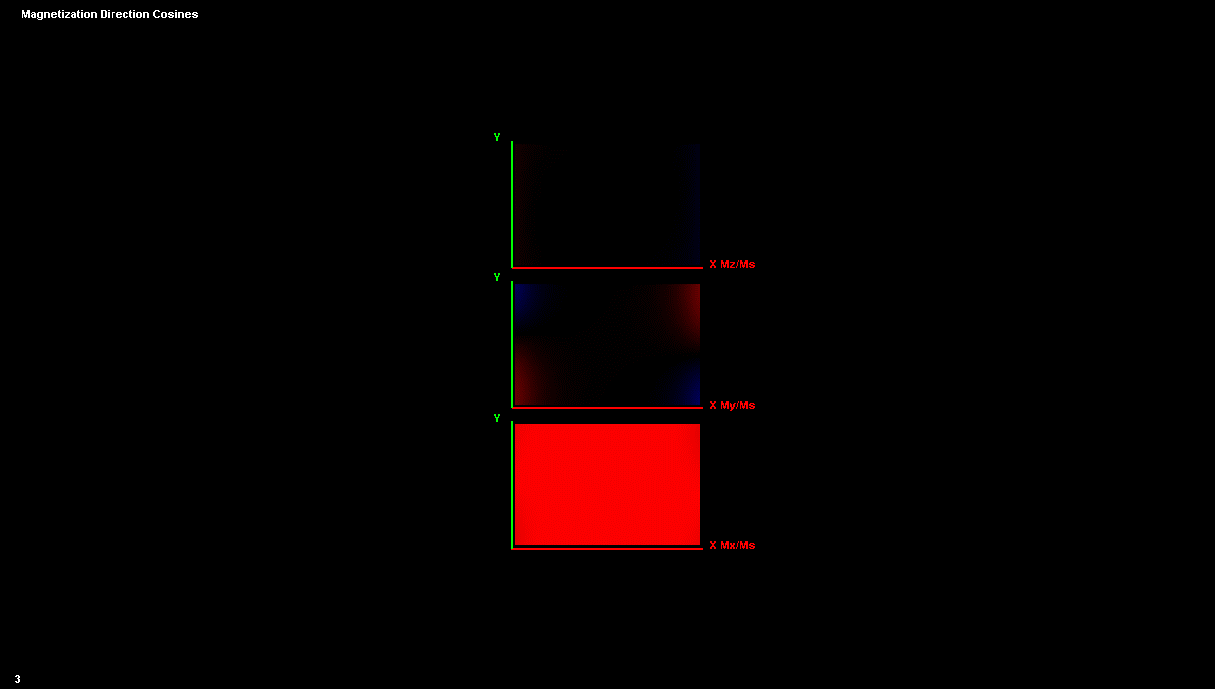 Magnetization Direction Cosines
Y
X Mz/Ms
Y
X My/Ms
Y
X Mx/Ms
3